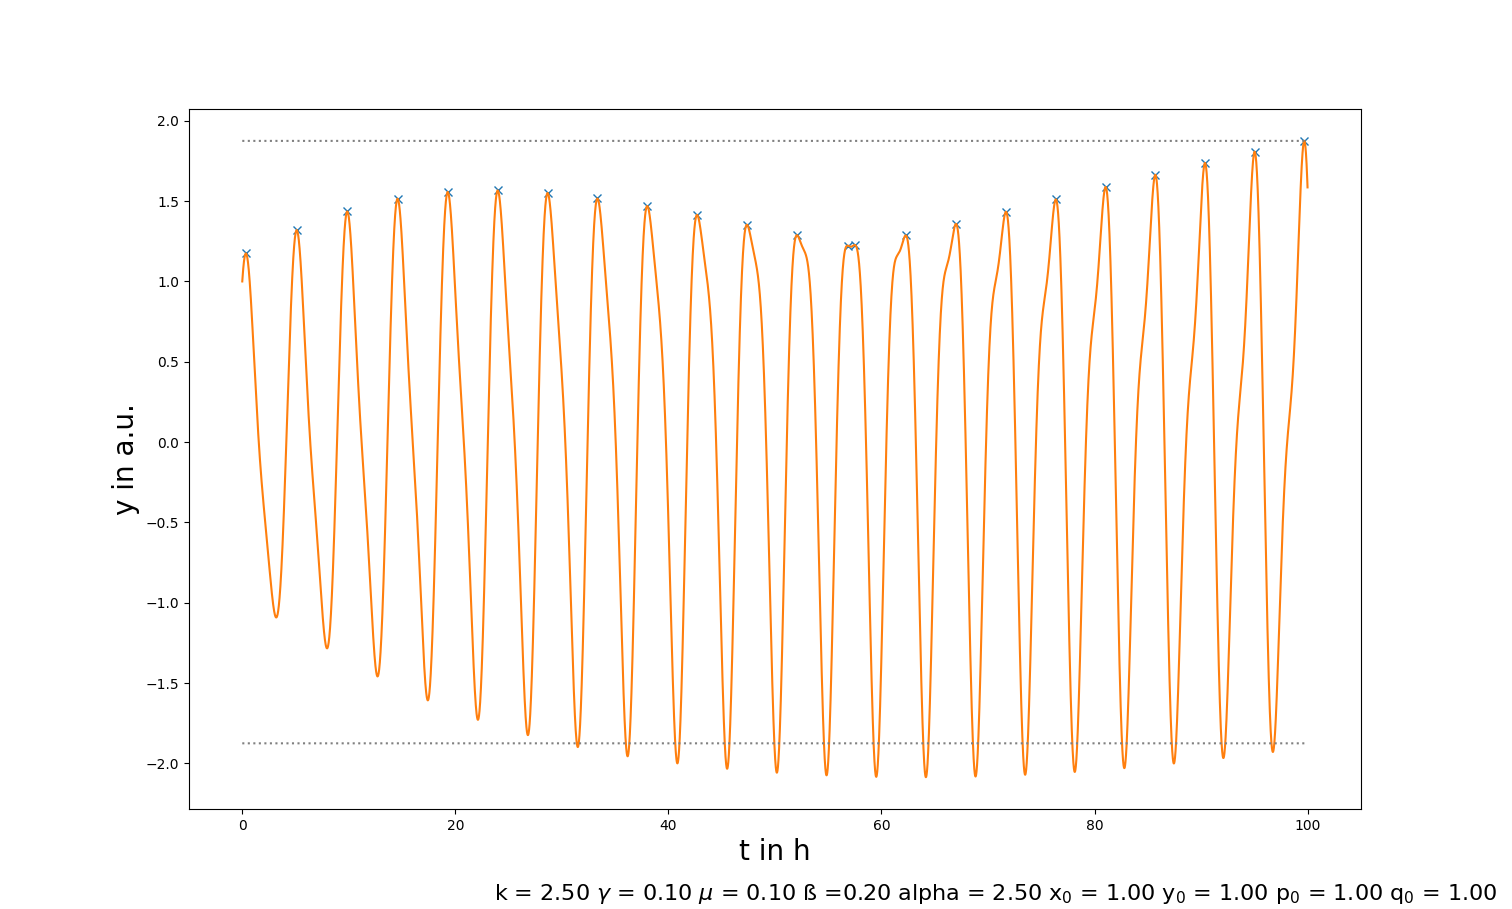 2.0
1.5
1.0
0.5
0.0
−0.5
−1.0
−1.5
−2.0
y in a.u.
0 20 40 60 80 100
t in h
k = 2.50 γ = 0.10 μ = 0.10 ß =0.20 alpha = 2.50 x₀ = 1.00 y₀ = 1.00 p₀ = 1.00 q₀ = 1.00